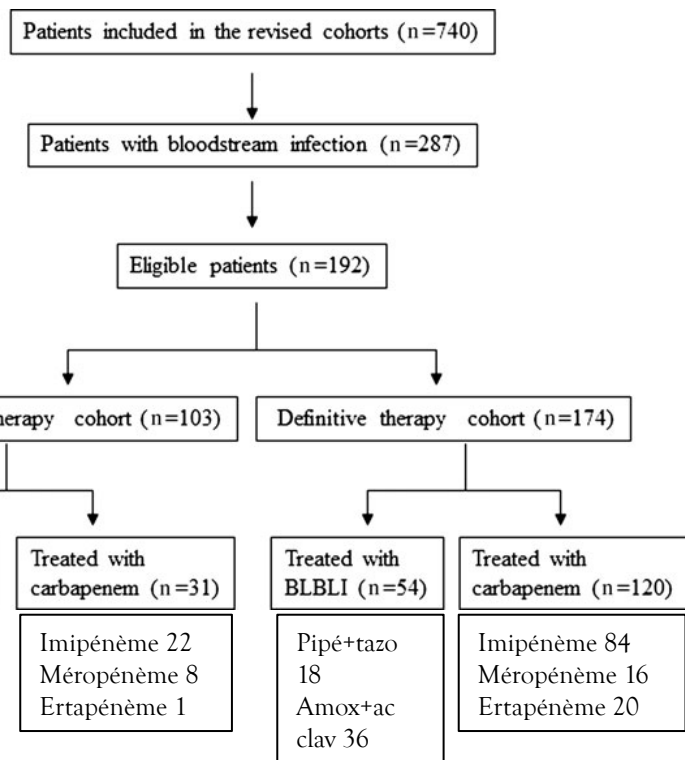 Patients included in the revised cohorts (n=740)
Patients with bloodstream infection (n=287)
Eligible patients (n=192)
herapy cohort (n=103)
Definitive therapy cohort (n=174)
Treated with
carbapenem (n=31)
Treated with
BLBLI (n=54)
Treated with
carbapenem (n=120)
Imipénème 22
Méropénème 8
Ertapénème 1
Pipé+tazo
18
Amox+ac
clav 36
Imipénème 84
Méropénème 16
Ertapénème 20